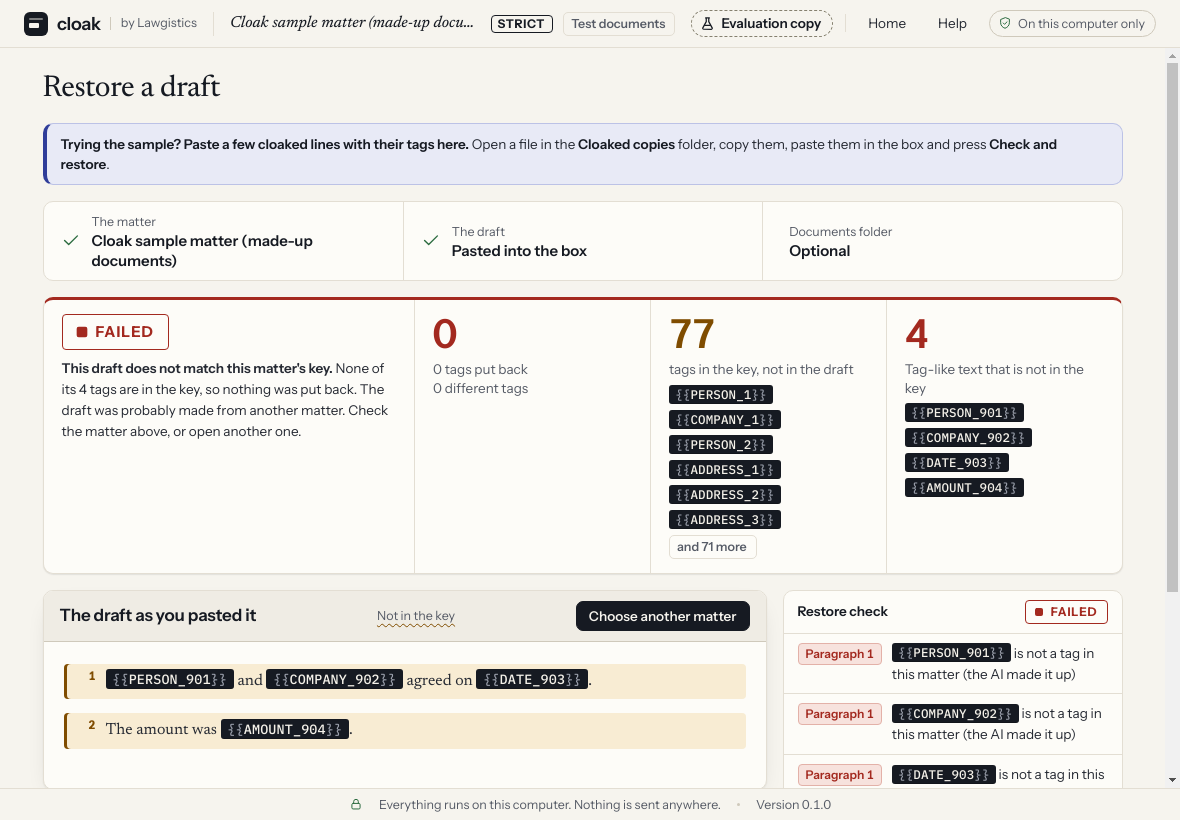 cloak
by Lawgistics
Cloak sample matter (made-up docu...
STRICT
Test documents
Evaluation copy
Home
Help
On this computer only
Restore a draft
Trying the sample? Paste a few cloaked lines with their tags here. Open a file in the Cloaked copies folder, copy them, paste them in the box and press Check and
restore.
The matter
Cloak sample matter (made-up
documents)
The draft
Pasted into the box
Documents folder
Optional
FAILED
This draft does not match this matter's key. None of
its 4 tags are in the key, so nothing was put back. The
draft was probably made from another matter. Check
the matter above, or open another one.
0
0 tags put back
0 different tags
77
tags in the key, not in the draft
{{PERSON_1}}
{{COMPANY_1}}
{{PERSON_2}}
{{ADDRESS_1}}
{{ADDRESS_2}}
{{ADDRESS_3}}
and 71 more
4
Tag-like text that is not in the
key
{{PERSON_901}}
{{COMPANY_902}}
{{DATE_903}}
{{AMOUNT_904}}
The draft as you pasted it
Not in the key
Choose another matter
1 {{PERSON_901}} and {{COMPANY_902}} agreed on {{DATE_903}}.
2 The amount was {{AMOUNT_904}}.
Restore check
FAILED
Paragraph 1 {{PERSON_901}} is not a tag in
this matter (the AI made it up)
Paragraph 1 {{COMPANY_902}} is not a tag in
this matter (the AI made it up)
Paragraph 1 {{DATE_903}} is not a tag in this
Everything runs on this computer. Nothing is sent anywhere. • Version 0.1.0